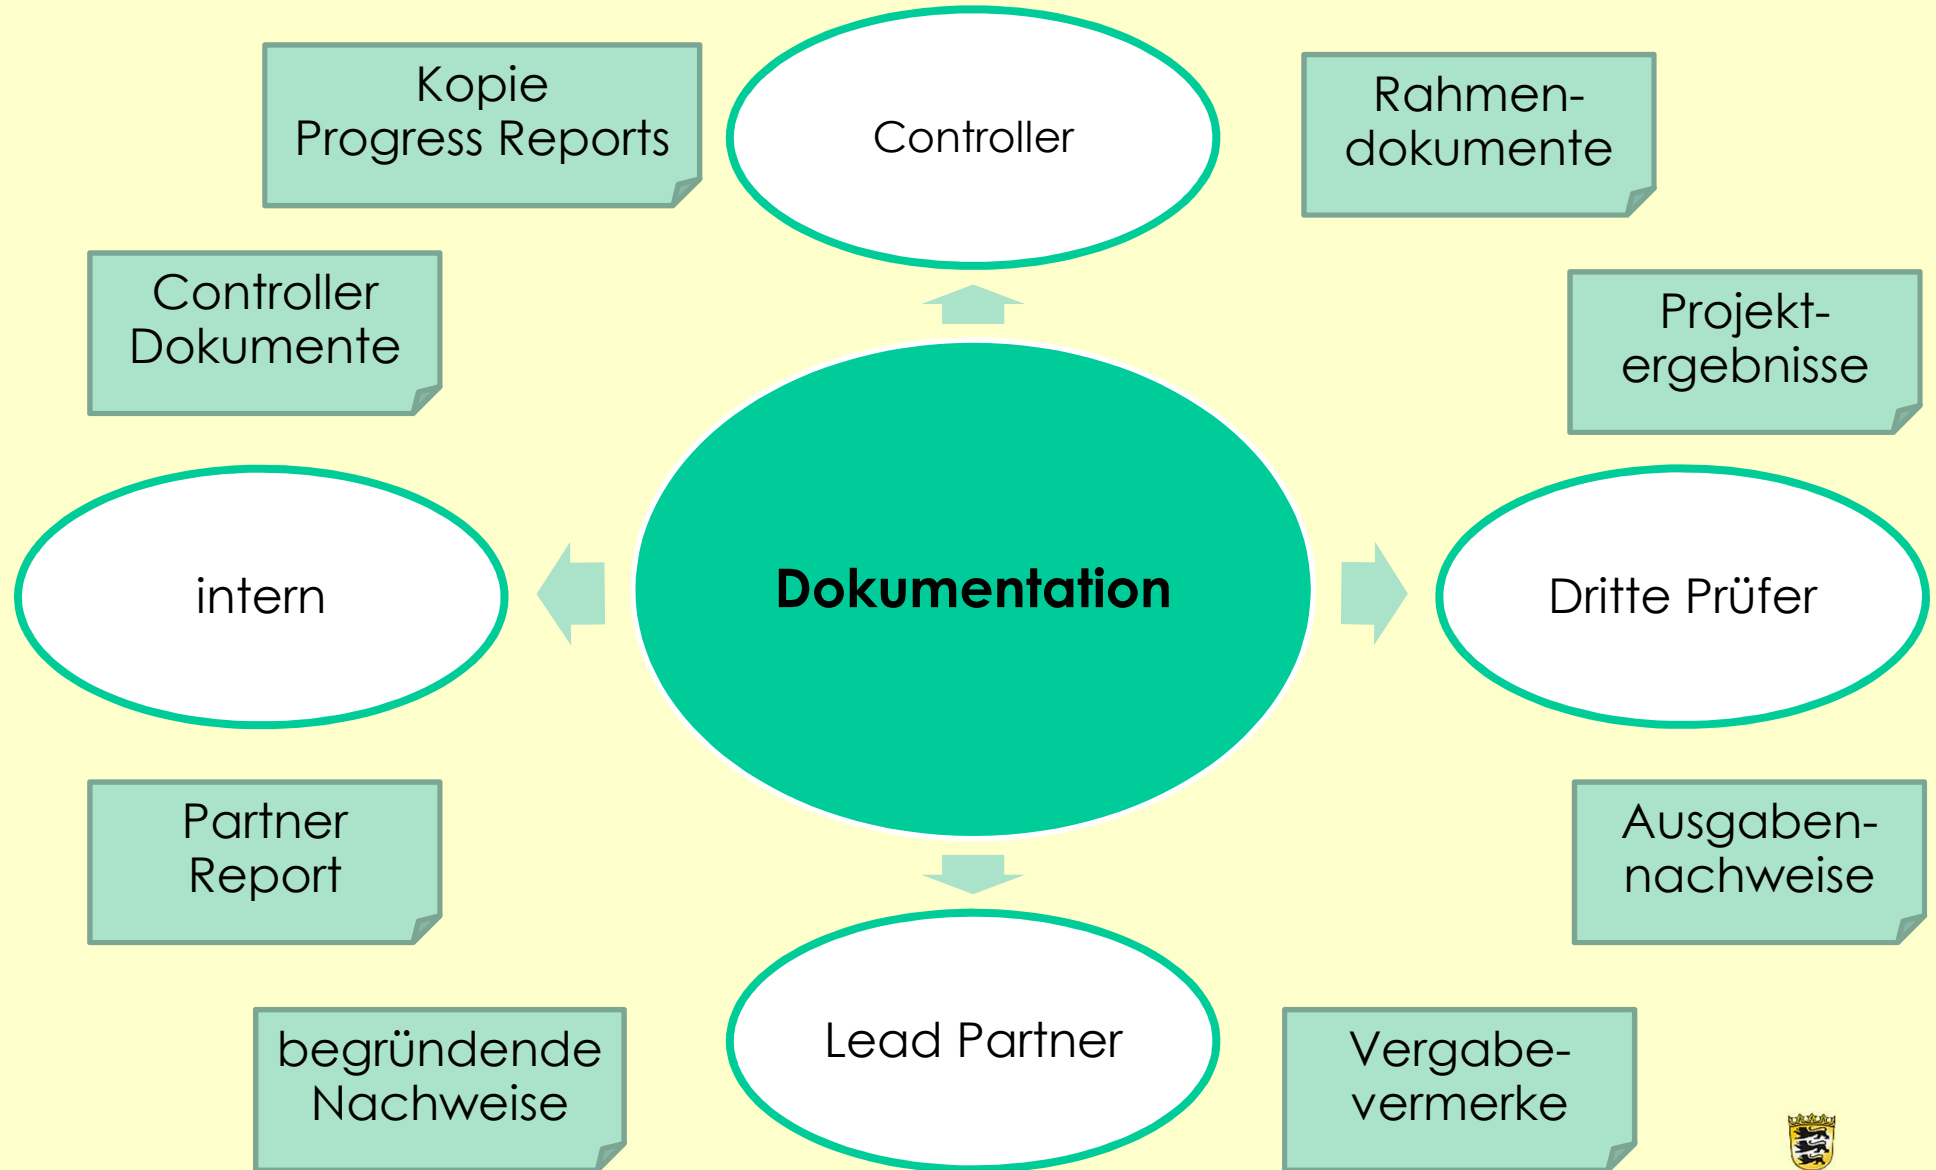 Kopie
Progress Reports
Controller
Rahmen-
dokumente
Controller
Dokumente
Projekt-
ergebnisse
intern
Dokumentation
Dritte Prüfer
Partner
Report
Ausgaben-
nachweise
begründende
Nachweise
Lead Partner
Vergabe-
vermerke